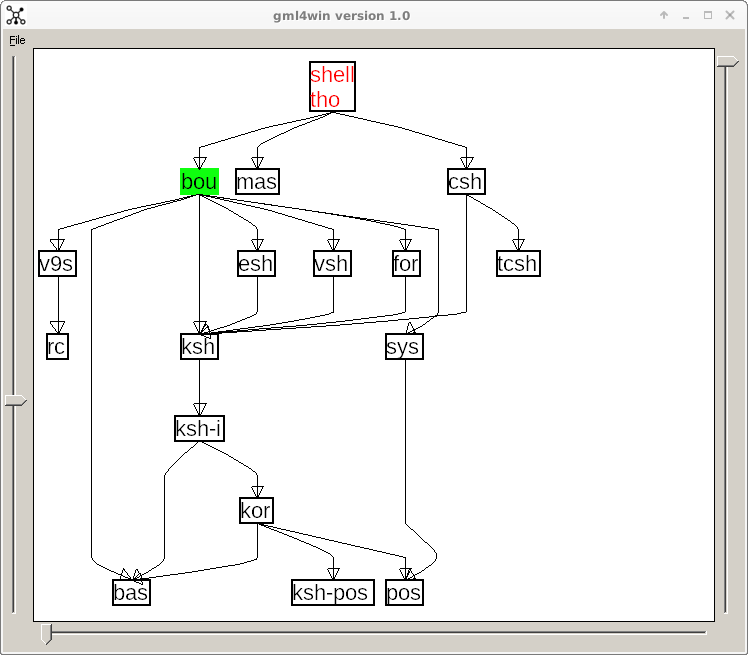 gml4win version 1.0
File
shell
tho
bou
mas
csh
v9s
esh
vsh
for
tcsh
rc
ksh
sys
ksh-i
kor
bas
ksh-pos
pos